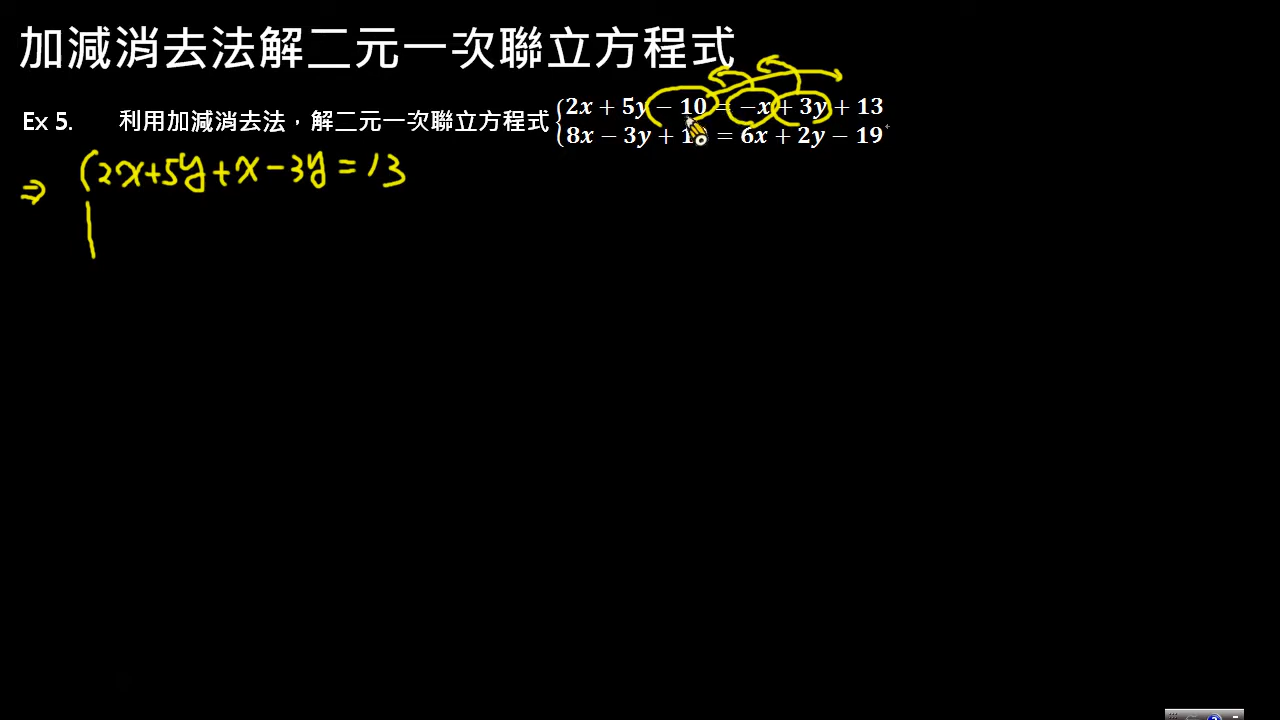 加減消去法解二元一次聯立方程式
Ex 5. 利用加減消去法，解二元一次聯立方程式 {2x + 5y − 10 = −x + 3y + 13
8x − 3y + 1 = 6x + 2y − 19
⇒ {2x+5y+x−3y=13